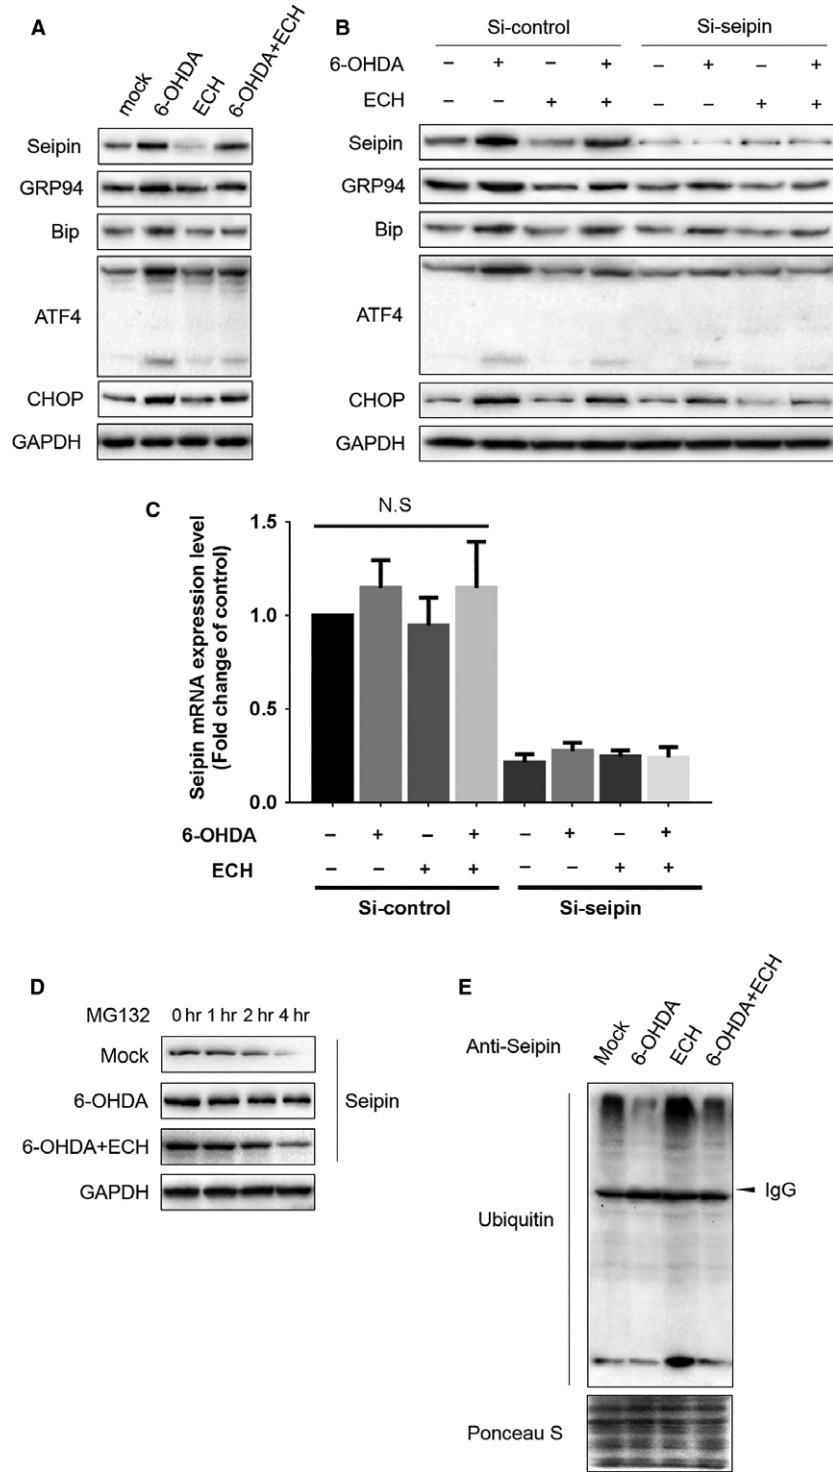 A
mock
6-OHDA
ECH
6-OHDA+ECH
Seipin
GRP94
Bip
ATF4
CHOP
GAPDH
B
Si-control Si-seipin
6-OHDA – + – + – + – +
ECH – – + + – – + +
Seipin
GRP94
Bip
ATF4
CHOP
GAPDH
C
N.S
Seipin mRNA expression level
(Fold change of control)
1.5
1.0
0.5
0.0
6-OHDA – + – + – + – +
ECH – – + + – – + +
Si-control Si-seipin
D
MG132 0 hr 1 hr 2 hr 4 hr
Mock
6-OHDA
6-OHDA+ECH
GAPDH
Seipin
E
Anti-Seipin
Mock
6-OHDA
ECH
6-OHDA+ECH
IgG
Ubiquitin
Ponceau S